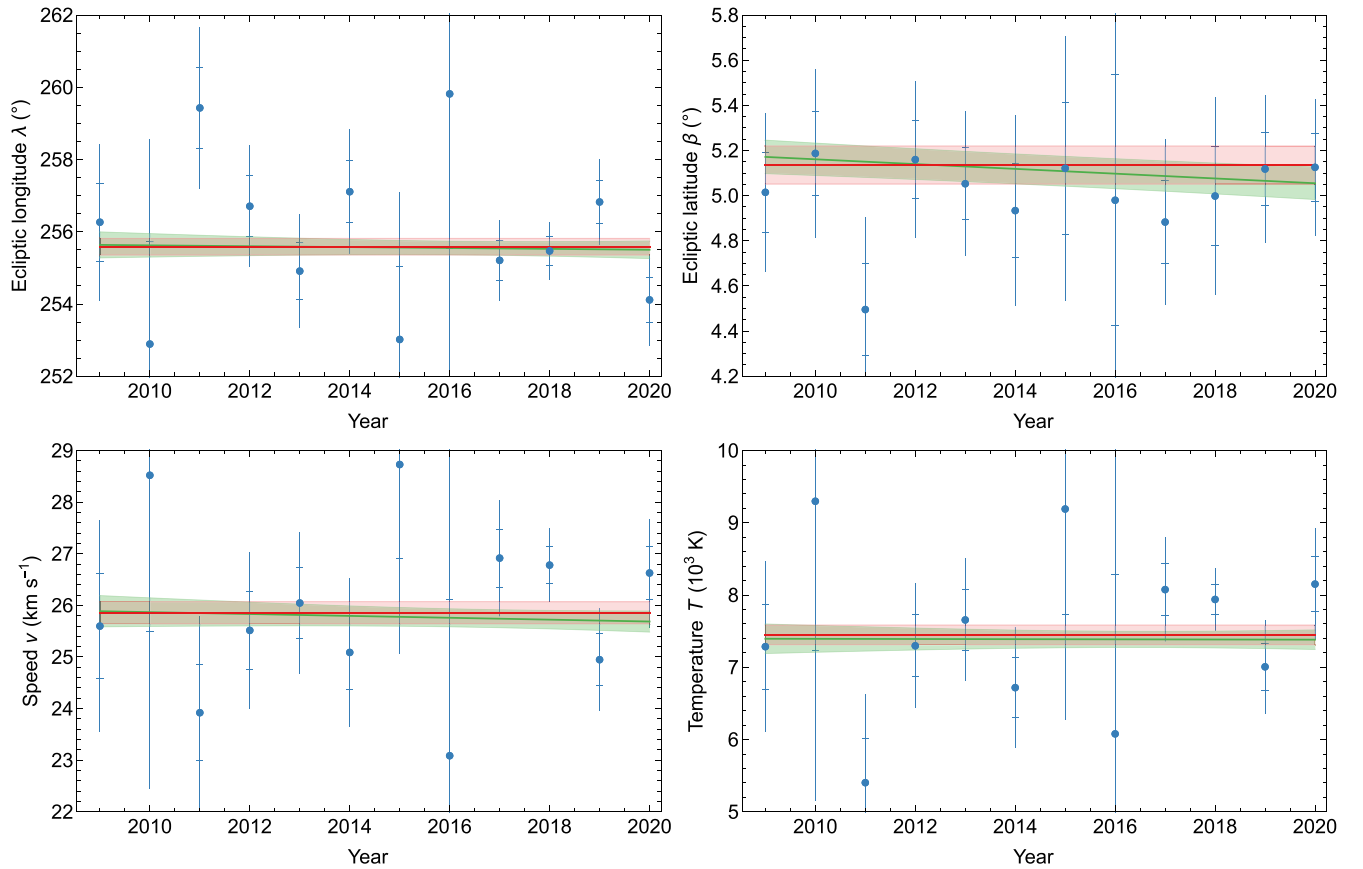 262
260
258
256
254
252
Ecliptic longitude λ (°)
2010 2012 2014 2016 2018 2020
Year
5.8
5.6
5.4
5.2
5.0
4.8
4.6
4.4
4.2
Ecliptic latitude β (°)
2010 2012 2014 2016 2018 2020
Year
29
28
27
26
25
24
23
22
Speed v (km s⁻¹)
2010 2012 2014 2016 2018 2020
Year
10
9
8
7
6
5
Temperature T (10³ K)
2010 2012 2014 2016 2018 2020
Year